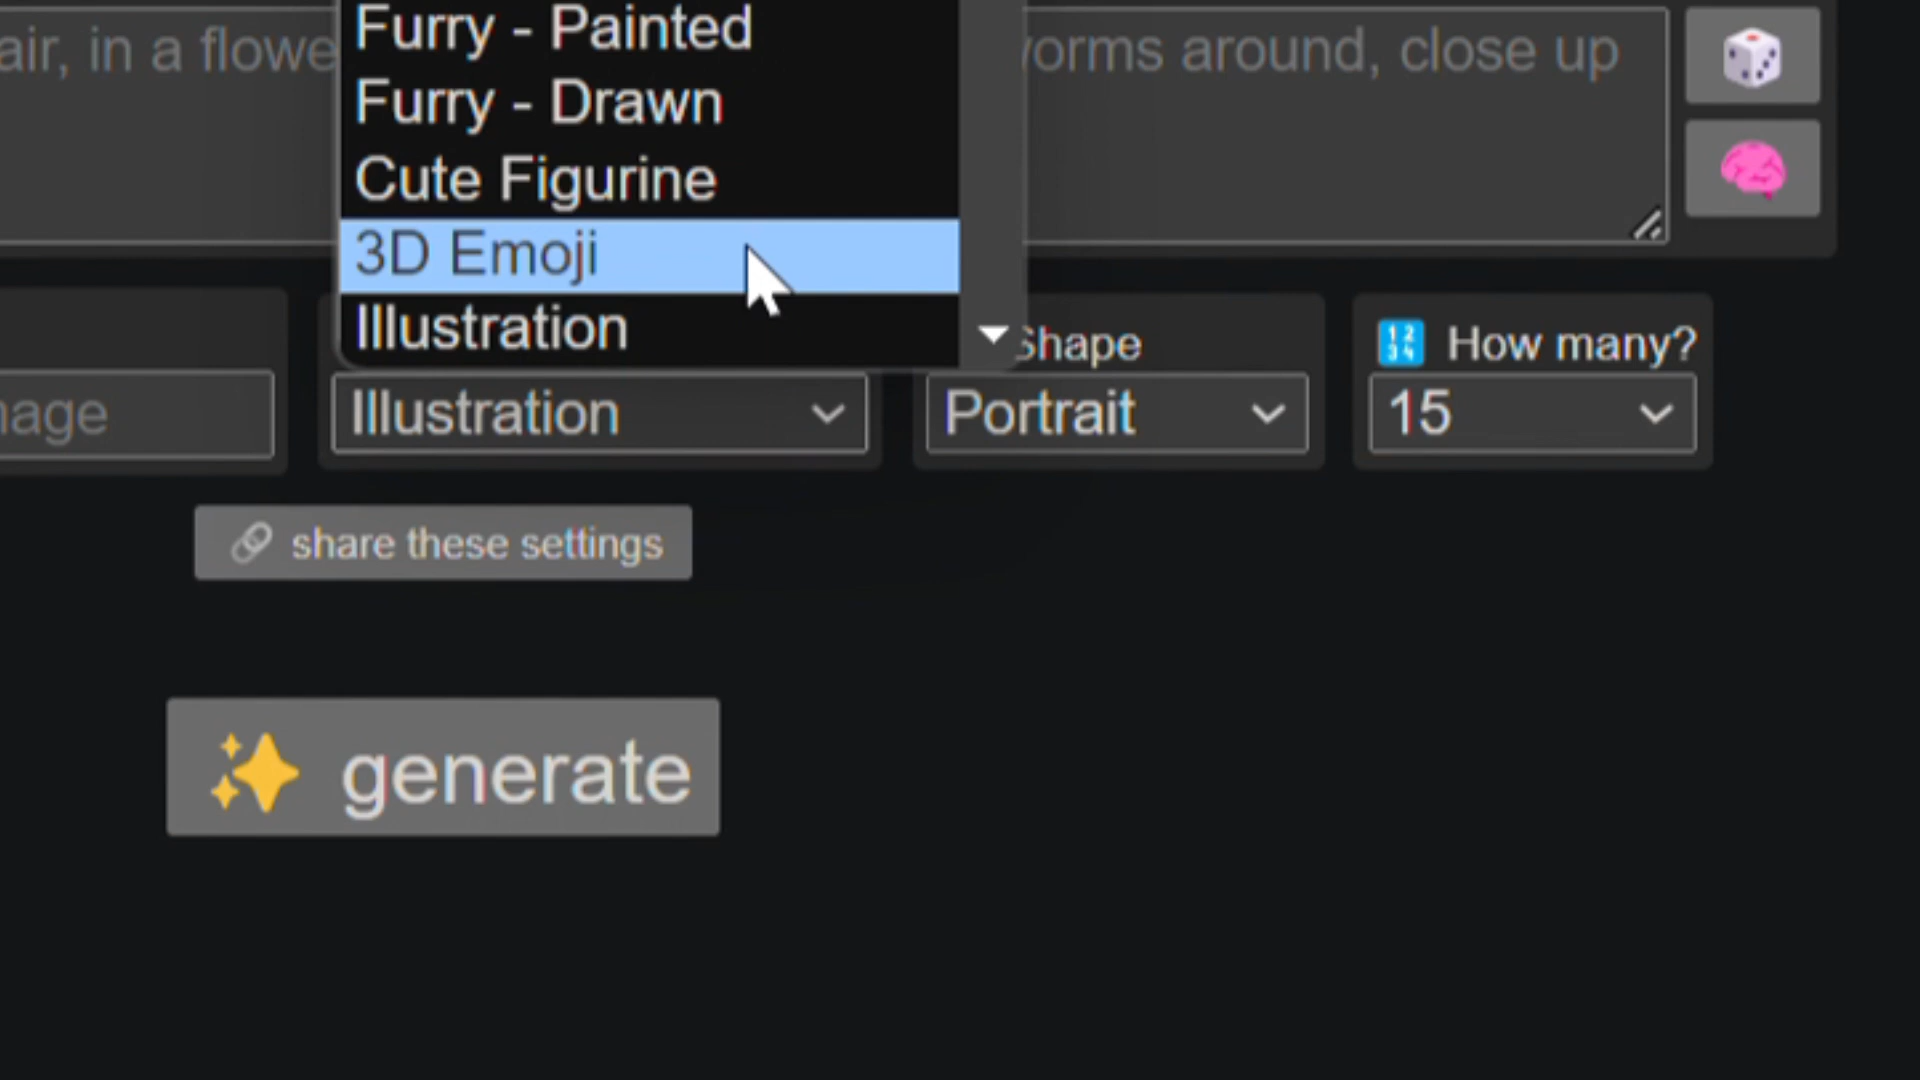 Furry - Painted
air, in a flowe
orms around, close up
Furry - Drawn
Cute Figurine
3D Emoji
Illustration
Shape
How many?
Illustration
Portrait
15
share these settings
generate